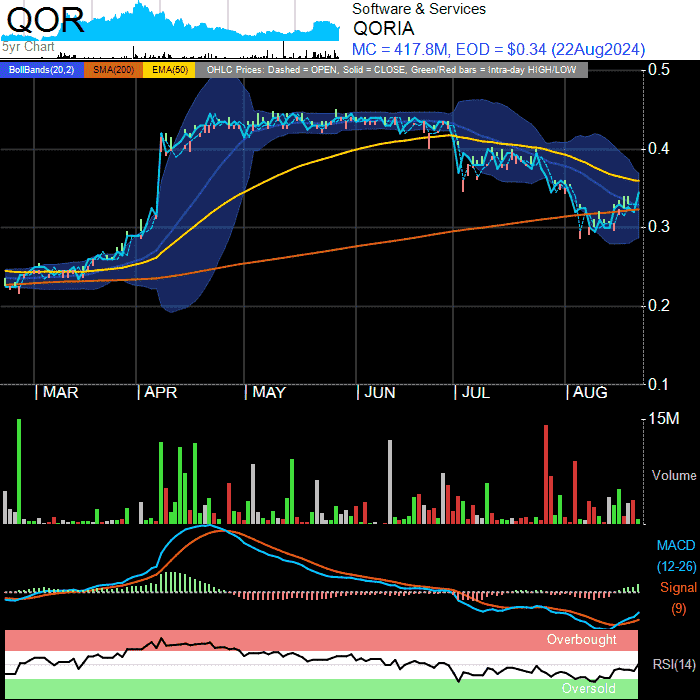 QOR
5yr Chart
Software & Services
QORIA
MC = 417.8M, EOD = $0.34 (22Aug2024)
BollBands(20,2) SMA(200) EMA(50) OHLC Prices: Dashed = OPEN, Solid = CLOSE, Green/Red bars = Intra-day HIGH/LOW
0.5
0.4
0.3
0.2
0.1
MAR APR MAY JUN JUL AUG
15M
Volume
MACD
(12-26)
Signal
(9)
Overbought
RSI(14)
Oversold